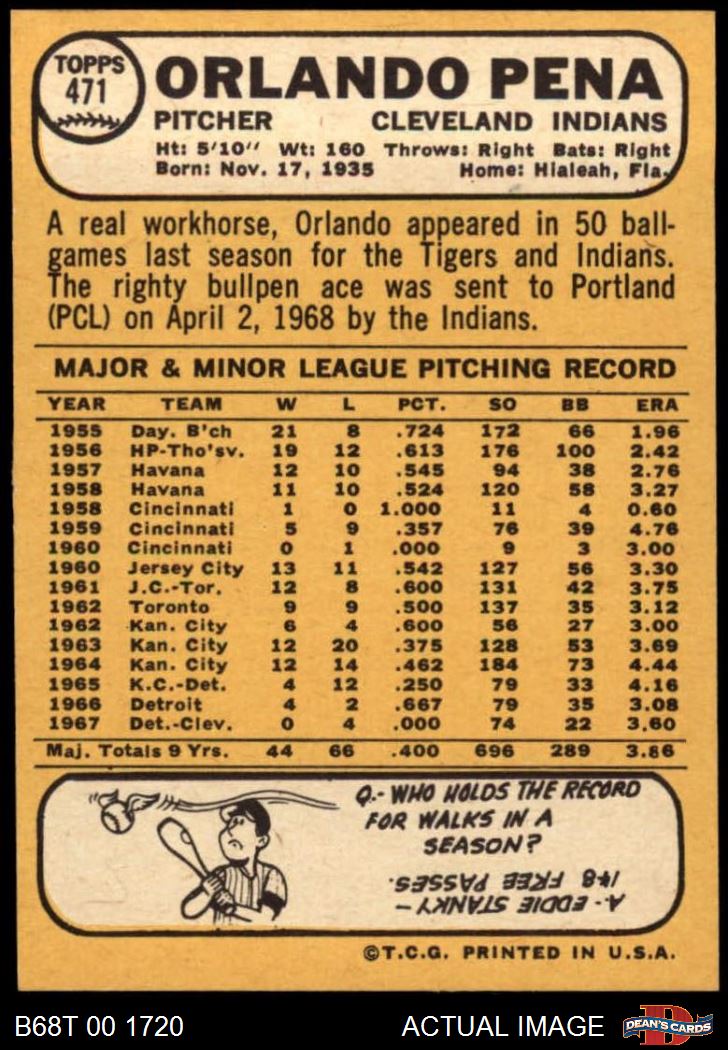 TOPPS
471
ORLANDO PENA
PITCHER CLEVELAND INDIANS
Ht: 5'10" Wt: 160 Throws: Right Bats: Right
Born: Nov. 17, 1935 Home: Hialeah, Fla.
A real workhorse, Orlando appeared in 50 ball-
games last season for the Tigers and Indians.
The righty bullpen ace was sent to Portland
(PCL) on April 2, 1968 by the Indians.
MAJOR & MINOR LEAGUE PITCHING RECORD
YEAR TEAM W L PCT. SO BB ERA
1955 Day. B'ch 21 8 .724 172 66 1.96
1956 HP-Tho'sv. 19 12 .613 176 100 2.42
1957 Havana 12 10 .545 94 38 2.76
1958 Havana 11 10 .524 120 58 3.27
1958 Cincinnati 1 0 1.000 11 4 0.60
1959 Cincinnati 5 9 .357 76 39 4.76
1960 Cincinnati 0 1 .000 9 3 3.00
1960 Jersey City 13 11 .542 127 56 3.30
1961 J.C.-Tor. 12 8 .600 131 42 3.75
1962 Toronto 9 9 .500 137 35 3.12
1962 Kan. City 6 4 .600 56 27 3.00
1963 Kan. City 12 20 .375 128 53 3.69
1964 Kan. City 12 14 .462 184 73 4.44
1965 K.C.-Det. 4 12 .250 79 33 4.16
1966 Detroit 4 2 .667 79 35 3.08
1967 Det.-Clev. 0 4 .000 74 22 3.60
Maj. Totals 9 Yrs. 44 66 .400 696 289 3.86
Q.- WHO HOLDS THE RECORD
FOR WALKS IN A
SEASON?
A- EDDIE STANKY —
148 FREE PASSES.
©T.C.G. PRINTED IN U.S.A.
B68T 00 1720 ACTUAL IMAGE
DEAN'S CARDS